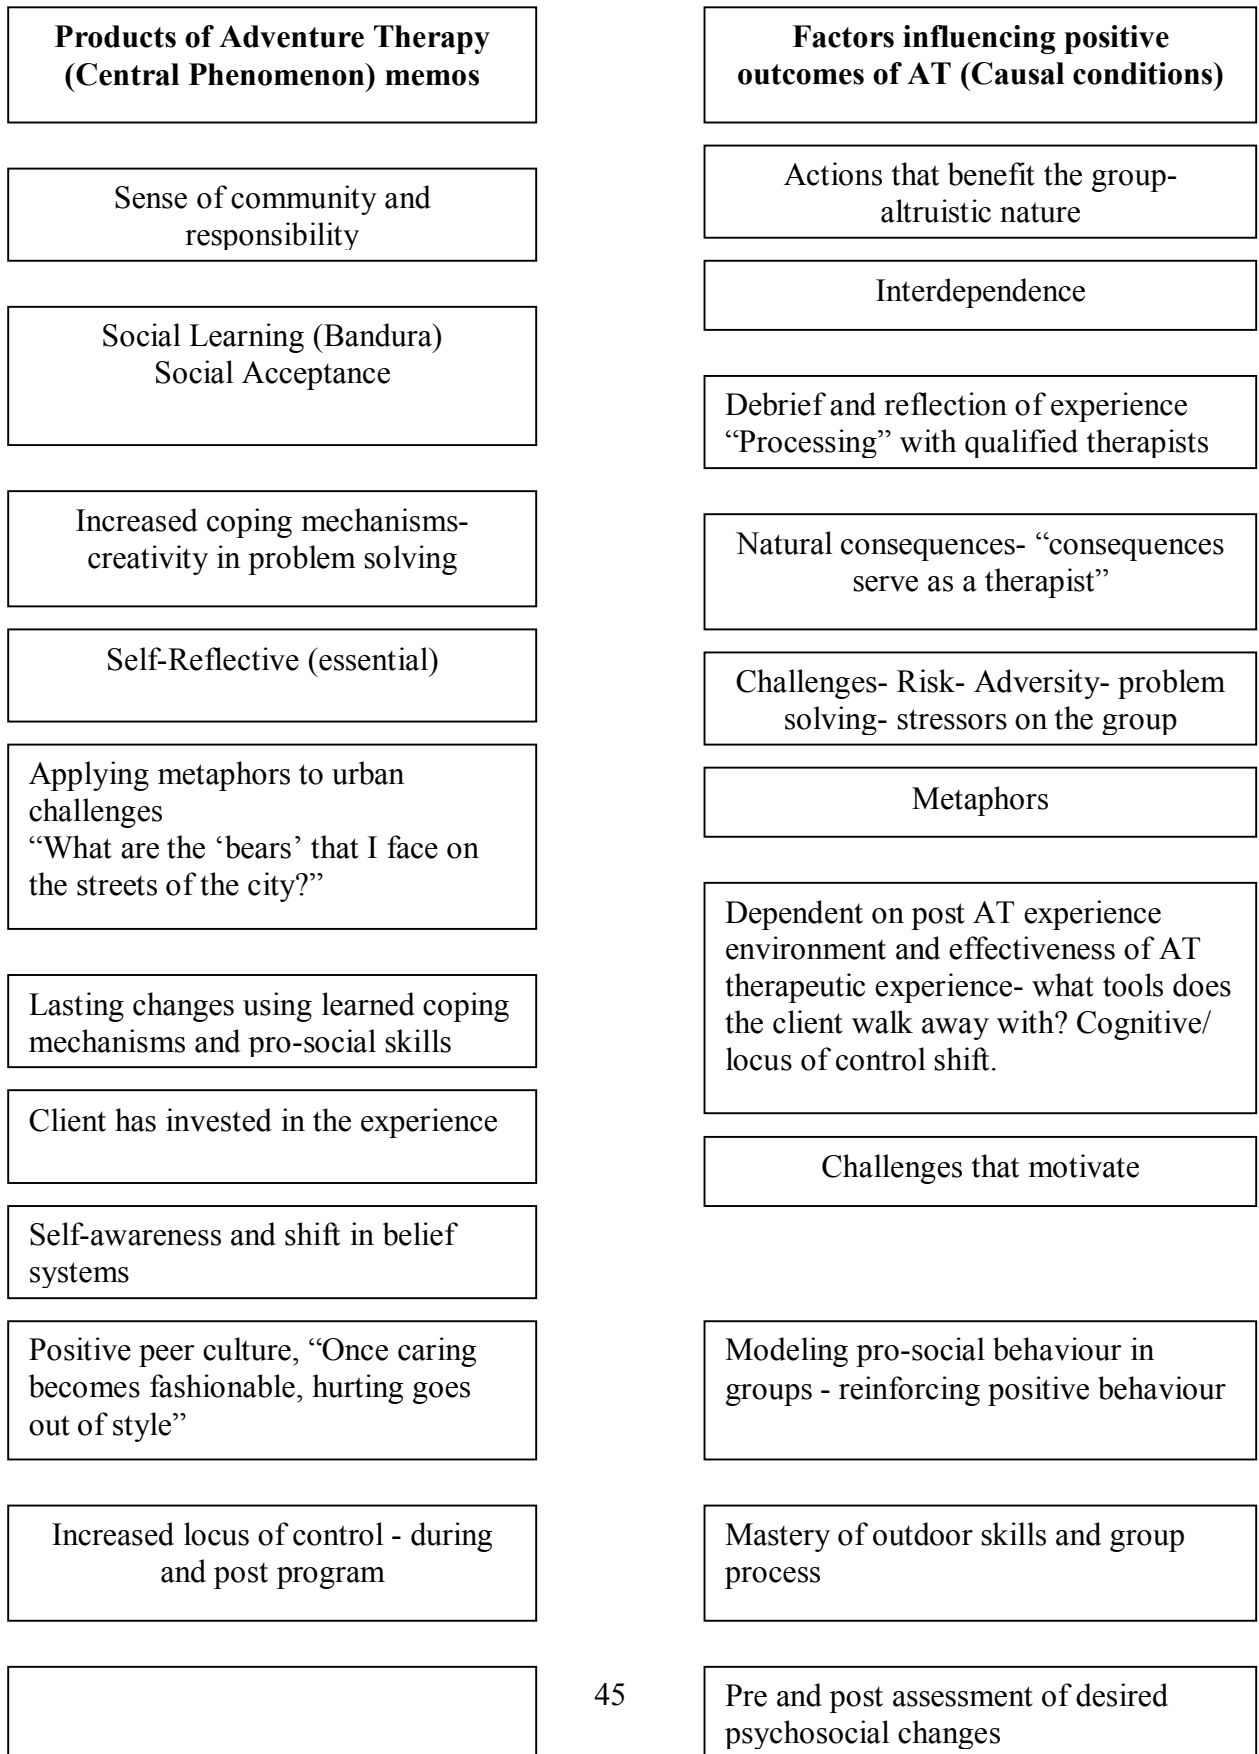 Products of Adventure Therapy
(Central Phenomenon) memos
Sense of community and
responsibility
Social Learning (Bandura)
Social Acceptance
Increased coping mechanisms-
creativity in problem solving
Self-Reflective (essential)
Applying metaphors to urban
challenges
“What are the ‘bears’ that I face on
the streets of the city?”
Lasting changes using learned coping
mechanisms and pro-social skills
Client has invested in the experience
Self-awareness and shift in belief
systems
Positive peer culture, “Once caring
becomes fashionable, hurting goes
out of style”
Increased locus of control - during
and post program
Factors influencing positive
outcomes of AT (Causal conditions)
Actions that benefit the group-
altruistic nature
Interdependence
Debrief and reflection of experience
“Processing” with qualified therapists
Natural consequences- “consequences
serve as a therapist”
Challenges- Risk- Adversity- problem
solving- stressors on the group
Metaphors
Dependent on post AT experience
environment and effectiveness of AT
therapeutic experience- what tools does
the client walk away with? Cognitive/
locus of control shift.
Challenges that motivate
Modeling pro-social behaviour in
groups - reinforcing positive behaviour
Mastery of outdoor skills and group
process
Pre and post assessment of desired
psychosocial changes
45